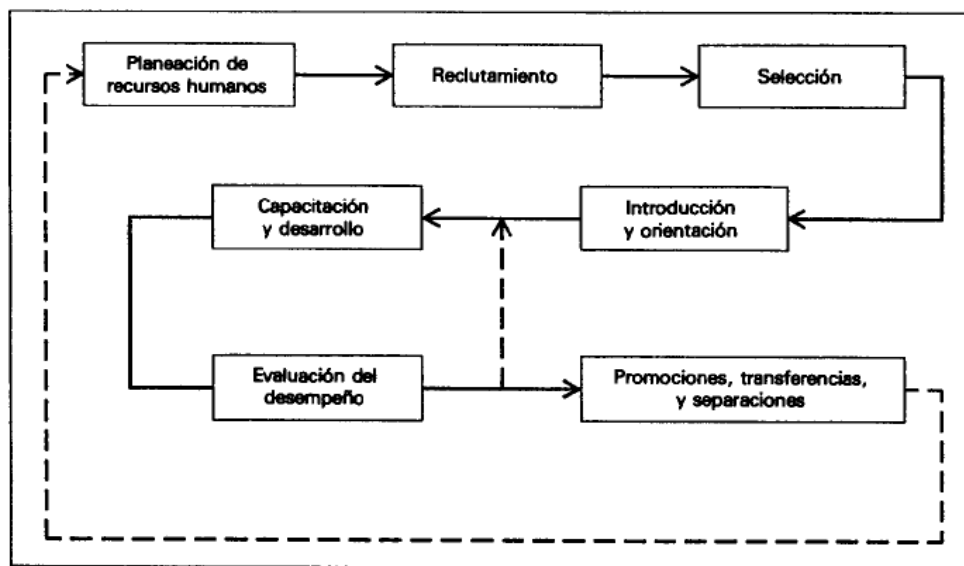 Planeación de
recursos humanos
Reclutamiento
Selección
Capacitación
y desarrollo
Introducción
y orientación
Evaluación del
desempeño
Promociones, transferencias,
y separaciones